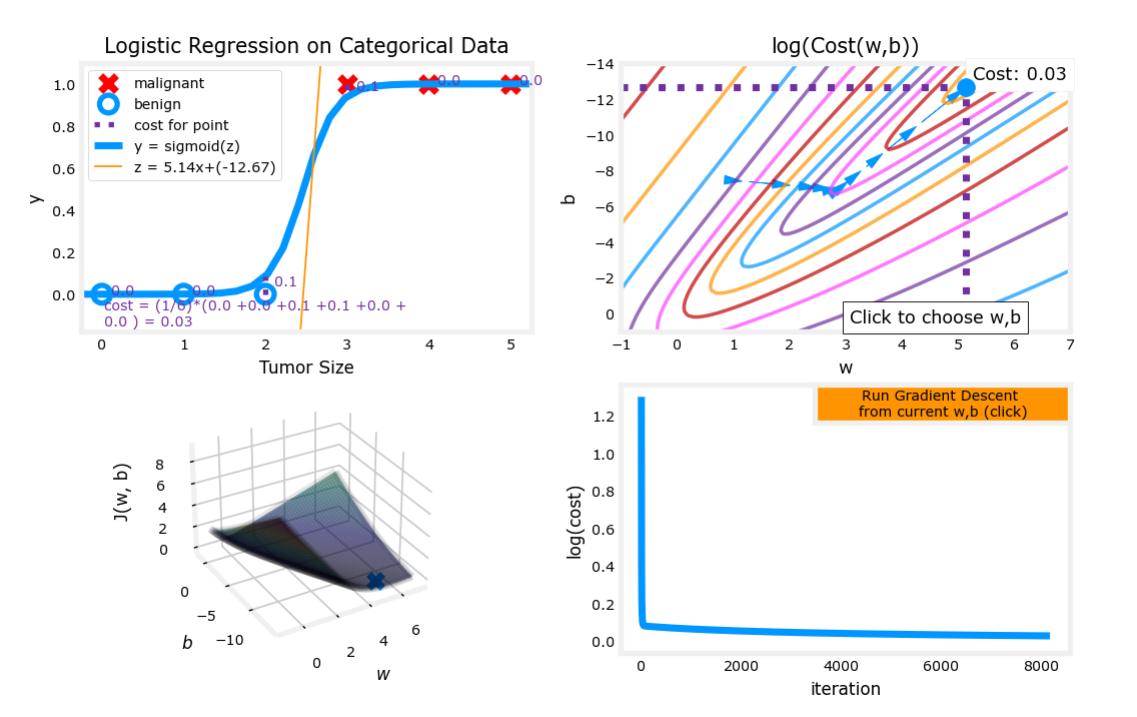 Logistic Regression on Categorical Data
1.0
0.8
0.6
0.4
0.2
0.0
y
malignant
benign
cost for point
y = sigmoid(z)
z = 5.14x+(-12.67)
0.1
0.0
0.0
0.0
0.0
0.1
cost = (1/6)*(0.0 +0.0 +0.1 +0.1 +0.0 +
0.0 ) = 0.03
0 1 2 3 4 5
Tumor Size
log(Cost(w,b))
−14
−12
−10
−8
−6
−4
−2
0
b
Cost: 0.03
Click to choose w,b
−1 0 1 2 3 4 5 6 7
w
J(w, b)
8
6
4
2
0
0
−5
−10
b
0 2 4 6
w
Run Gradient Descent
from current w,b (click)
1.2
1.0
0.8
0.6
0.4
0.2
0.0
log(cost)
0 2000 4000 6000 8000
iteration